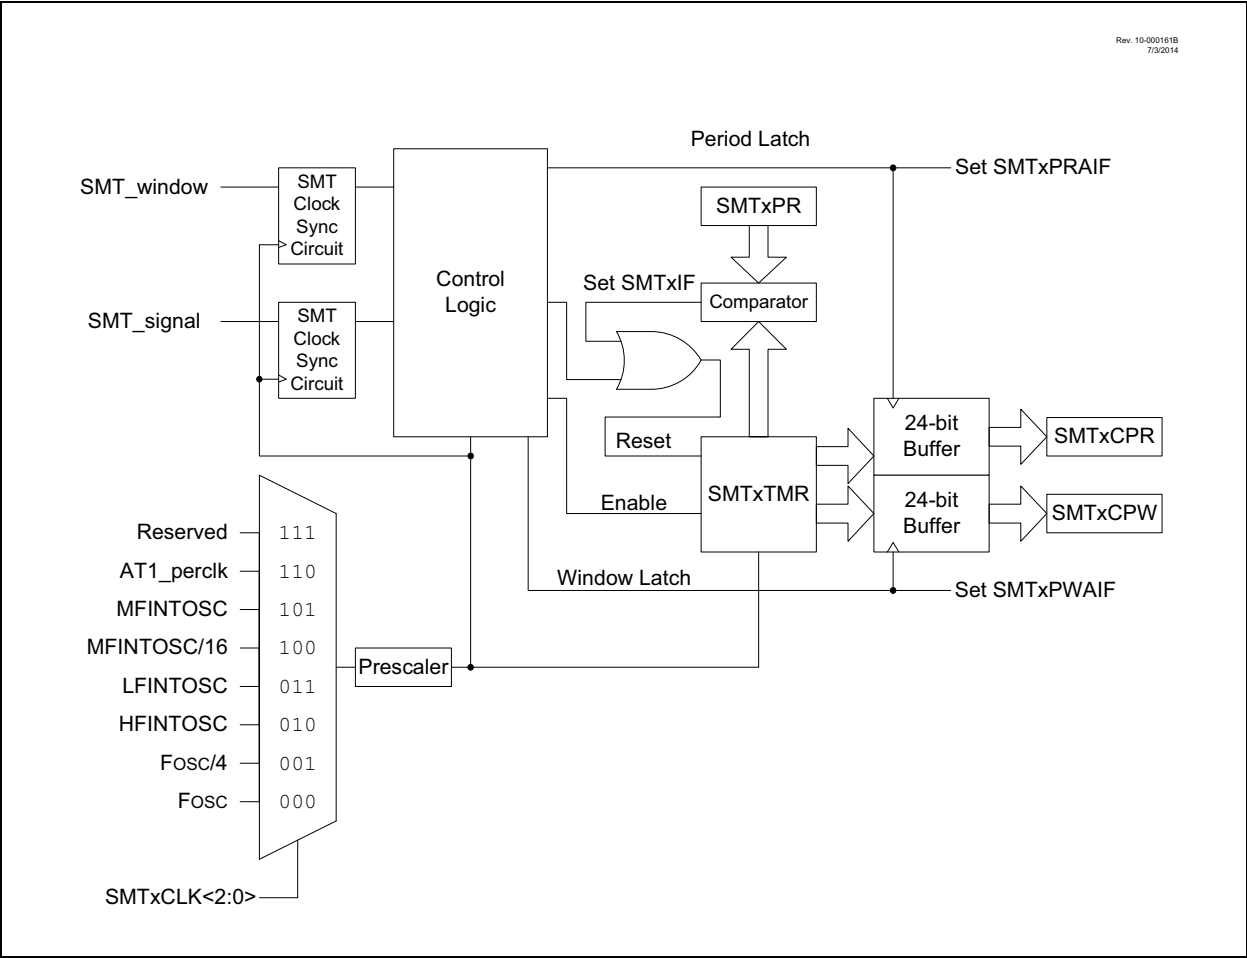 Rev. 10-000161B
7/3/2014
Period Latch
Set SMTxPRAIF
SMT_window
SMT
Clock
Sync
Circuit
SMTxPR
Control
Logic
Set SMTxIF
Comparator
SMT_signal
SMT
Clock
Sync
Circuit
24-bit
Buffer
SMTxCPR
Reset
SMTxTMR
Enable
24-bit
Buffer
SMTxCPW
Window Latch
Set SMTxPWAIF
Reserved 111
AT1_perclk 110
MFINTOSC 101
MFINTOSC/16 100
Prescaler
LFINTOSC 011
HFINTOSC 010
FOSC/4 001
FOSC 000
SMTxCLK<2:0>